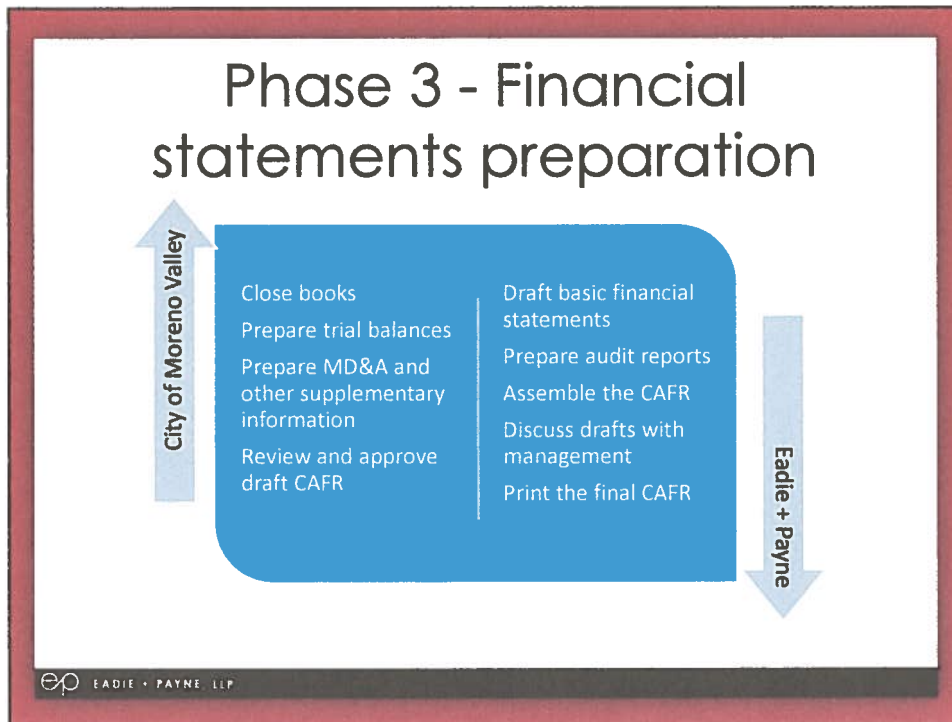 Phase 3 - Financial
statements preparation
City of Moreno Valley
Close books
Prepare trial balances
Prepare MD&A and
other supplementary
information
Review and approve
draft CAFR
Draft basic financial
statements
Prepare audit reports
Assemble the CAFR
Discuss drafts with
management
Print the final CAFR
Eadie + Payne
ep EADIE + PAYNE, LLP